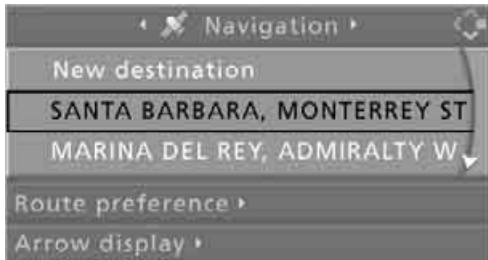 Navigation
New destination
SANTA BARBARA, MONTERREY ST
MARINA DEL REY, ADMIRALTY W
Route preference
Arrow display